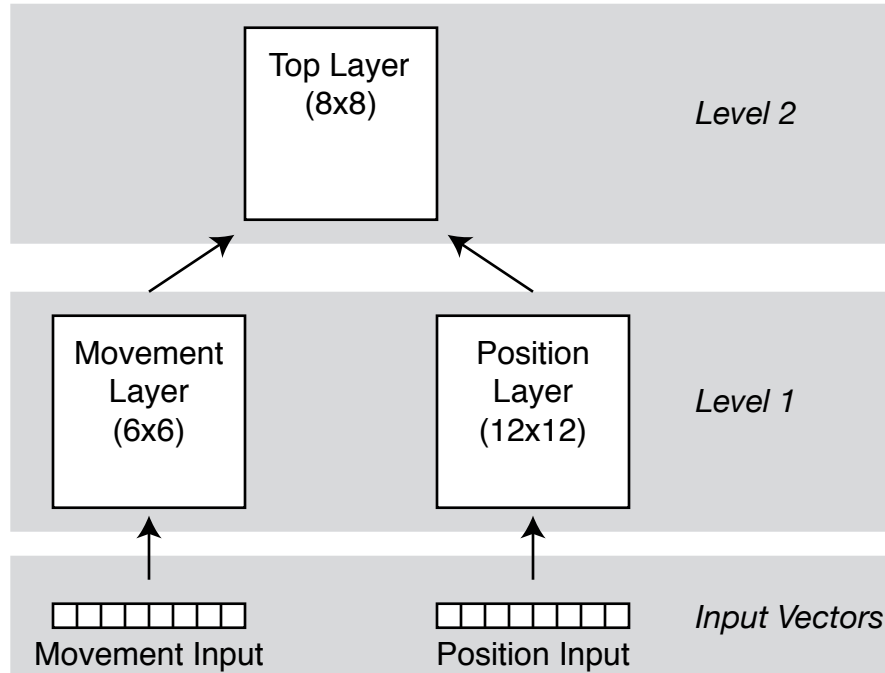 Top Layer
(8x8)
Level 2
Movement
Layer
(6x6)
Position
Layer
(12x12)
Level 1
Input Vectors
Movement Input
Position Input